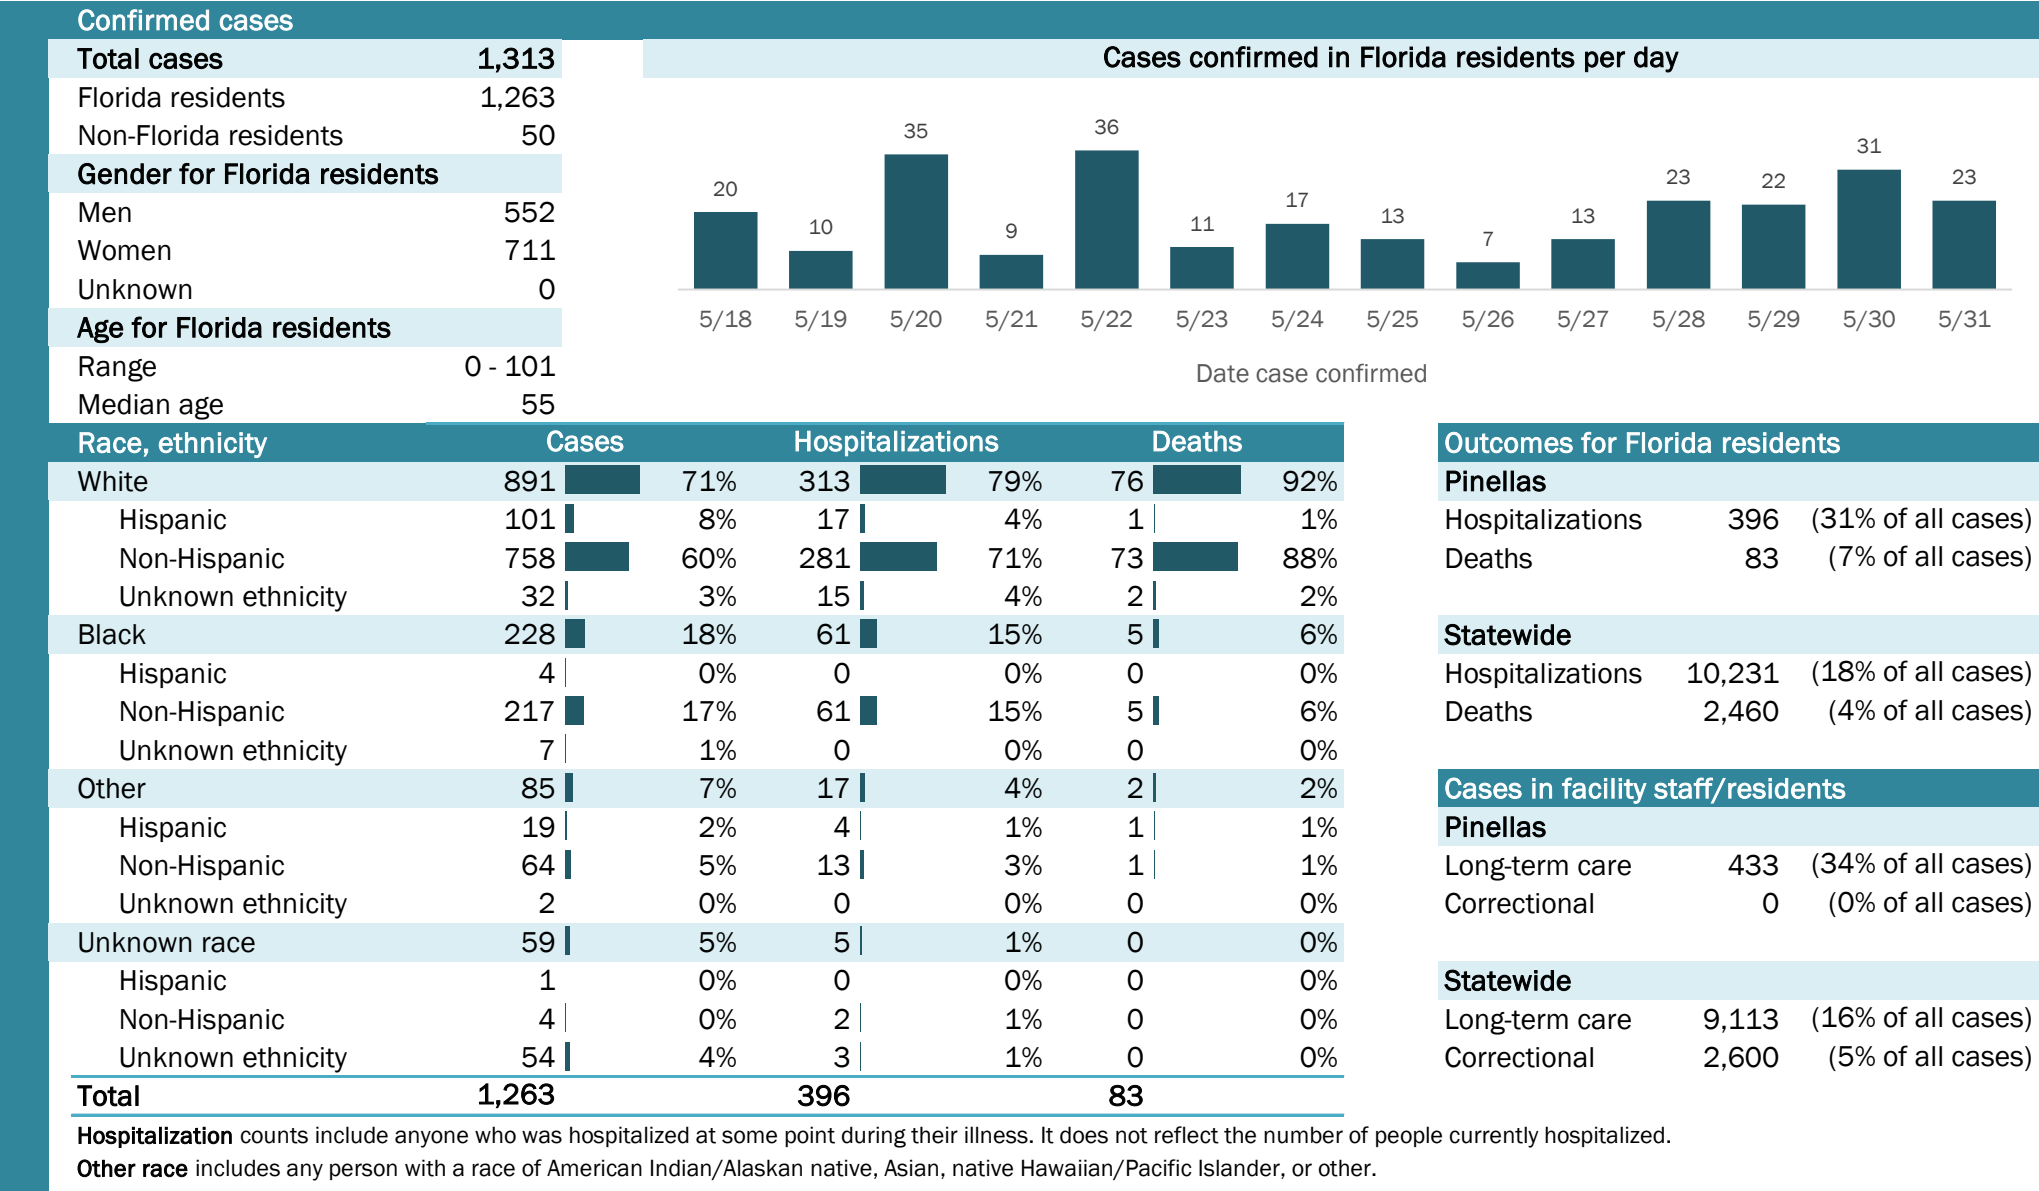 Confirmed cases
Total cases 1,313
Florida residents 1,263
Non-Florida residents 50
Gender for Florida residents
Men 552
Women 711
Unknown 0
Age for Florida residents
Range 0 - 101
Median age 55
Cases confirmed in Florida residents per day
20 10 35 9 36 11 17 13 7 13 23 22 31 23
5/18 5/19 5/20 5/21 5/22 5/23 5/24 5/25 5/26 5/27 5/28 5/29 5/30 5/31
Date case confirmed
Race, ethnicity Cases Hospitalizations Deaths
White 891 71% 313 79% 76 92%
Hispanic 101 8% 17 4% 1 1%
Non-Hispanic 758 60% 281 71% 73 88%
Unknown ethnicity 32 3% 15 4% 2 2%
Black 228 18% 61 15% 5 6%
Hispanic 4 0% 0 0% 0 0%
Non-Hispanic 217 17% 61 15% 5 6%
Unknown ethnicity 7 1% 0 0% 0 0%
Other 85 7% 17 4% 2 2%
Hispanic 19 2% 4 1% 1 1%
Non-Hispanic 64 5% 13 3% 1 1%
Unknown ethnicity 2 0% 0 0% 0 0%
Unknown race 59 5% 5 1% 0 0%
Hispanic 1 0% 0 0% 0 0%
Non-Hispanic 4 0% 2 1% 0 0%
Unknown ethnicity 54 4% 3 1% 0 0%
Total 1,263 396 83
Outcomes for Florida residents
Pinellas
Hospitalizations 396 (31% of all cases)
Deaths 83 (7% of all cases)
Statewide
Hospitalizations 10,231 (18% of all cases)
Deaths 2,460 (4% of all cases)
Cases in facility staff/residents
Pinellas
Long-term care 433 (34% of all cases)
Correctional 0 (0% of all cases)
Statewide
Long-term care 9,113 (16% of all cases)
Correctional 2,600 (5% of all cases)
Hospitalization counts include anyone who was hospitalized at some point during their illness. It does not reflect the number of people currently hospitalized.
Other race includes any person with a race of American Indian/Alaskan native, Asian, native Hawaiian/Pacific Islander, or other.